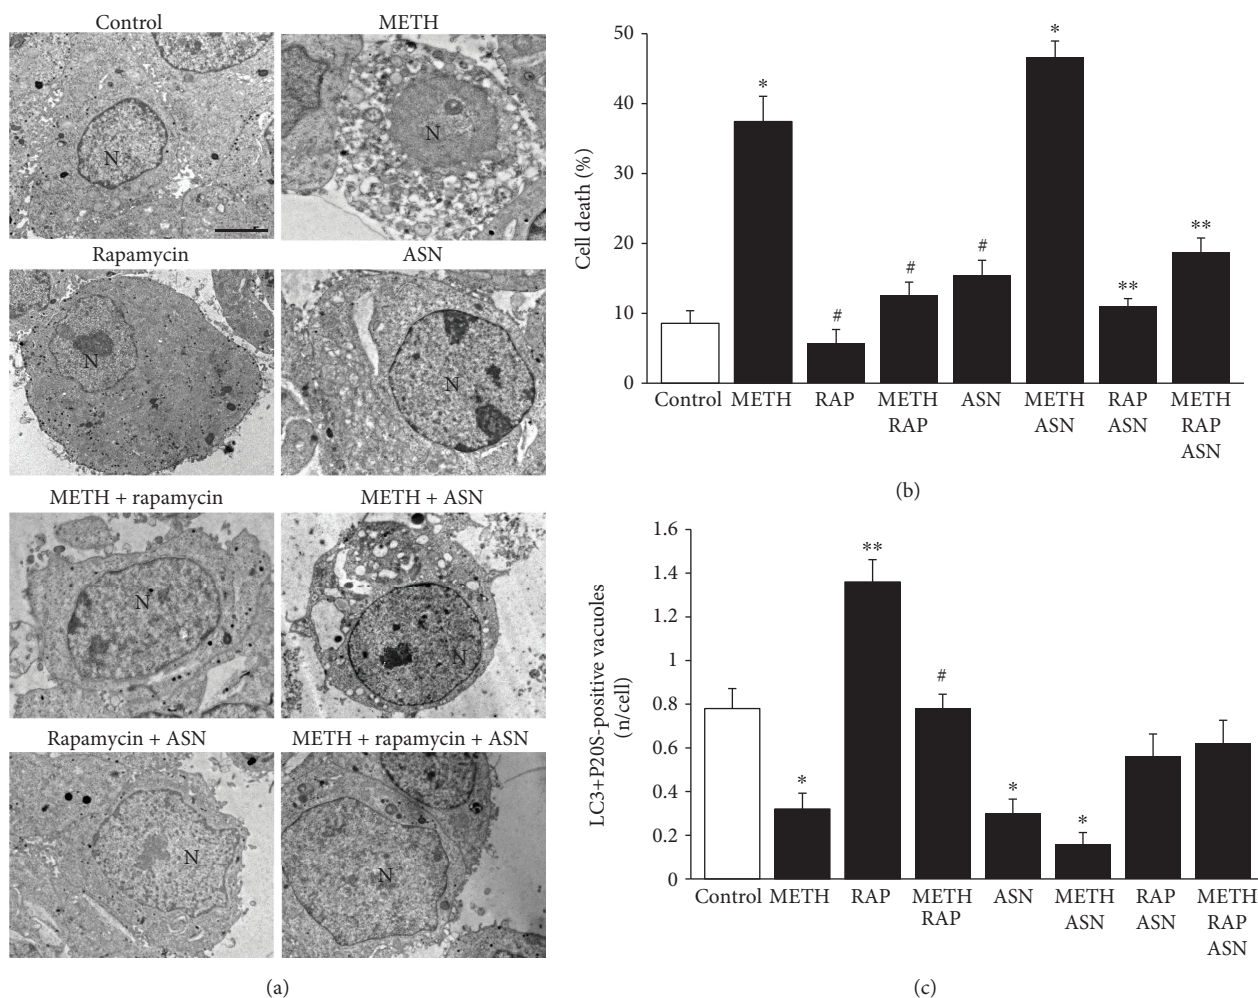 Control METH
N N
Rapamycin ASN
N N
METH + rapamycin METH + ASN
N N
Rapamycin + ASN METH + rapamycin + ASN
N N
(a)
Cell death (%)
50
40
30
20
10
0
* # # # * ** **
Control METH RAP METH ASN METH RAP METH
RAP ASN ASN RAP
ASN
(b)
LC3+P20S-positive vacuoles
(n/cell)
1.6
1.4
1.2
1
0.8
0.6
0.4
0.2
0
* ** # * *
Control METH RAP METH ASN METH RAP METH
RAP ASN ASN RAP
ASN
(c)